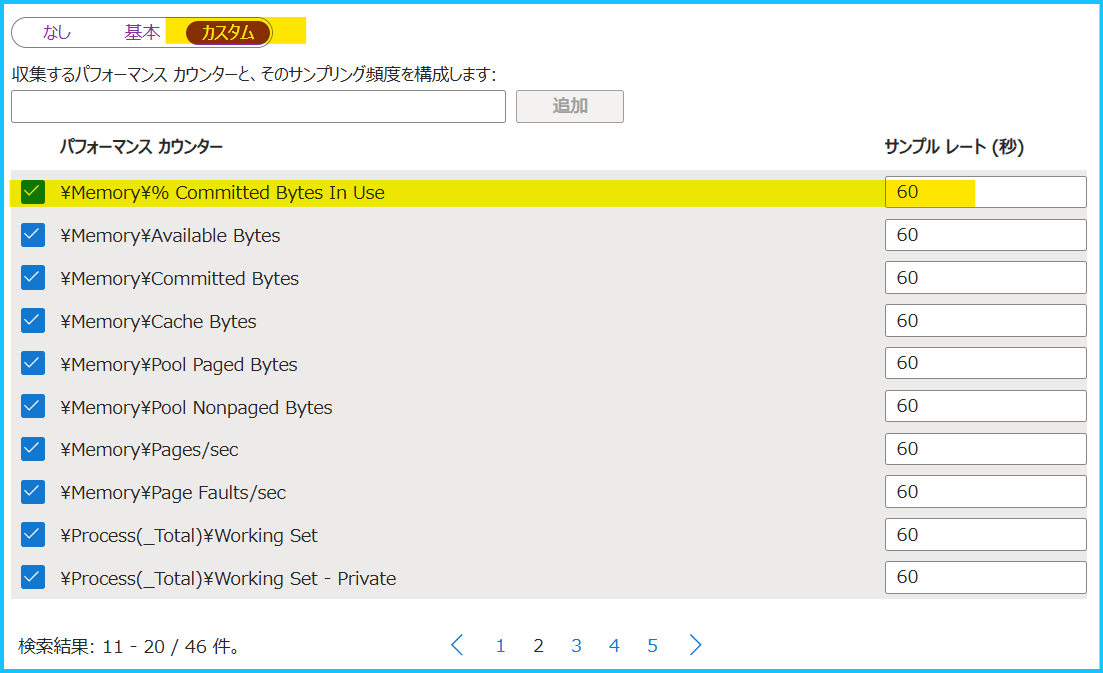 なし 基本 カスタム
収集するパフォーマンス カウンターと、そのサンプリング頻度を構成します:
追加
パフォーマンス カウンター サンプル レート (秒)
¥Memory¥% Committed Bytes In Use 60
¥Memory¥Available Bytes 60
¥Memory¥Committed Bytes 60
¥Memory¥Cache Bytes 60
¥Memory¥Pool Paged Bytes 60
¥Memory¥Pool Nonpaged Bytes 60
¥Memory¥Pages/sec 60
¥Memory¥Page Faults/sec 60
¥Process(_Total)¥Working Set 60
¥Process(_Total)¥Working Set - Private 60
検索結果: 11 - 20 / 46 件。 1 2 3 4 5